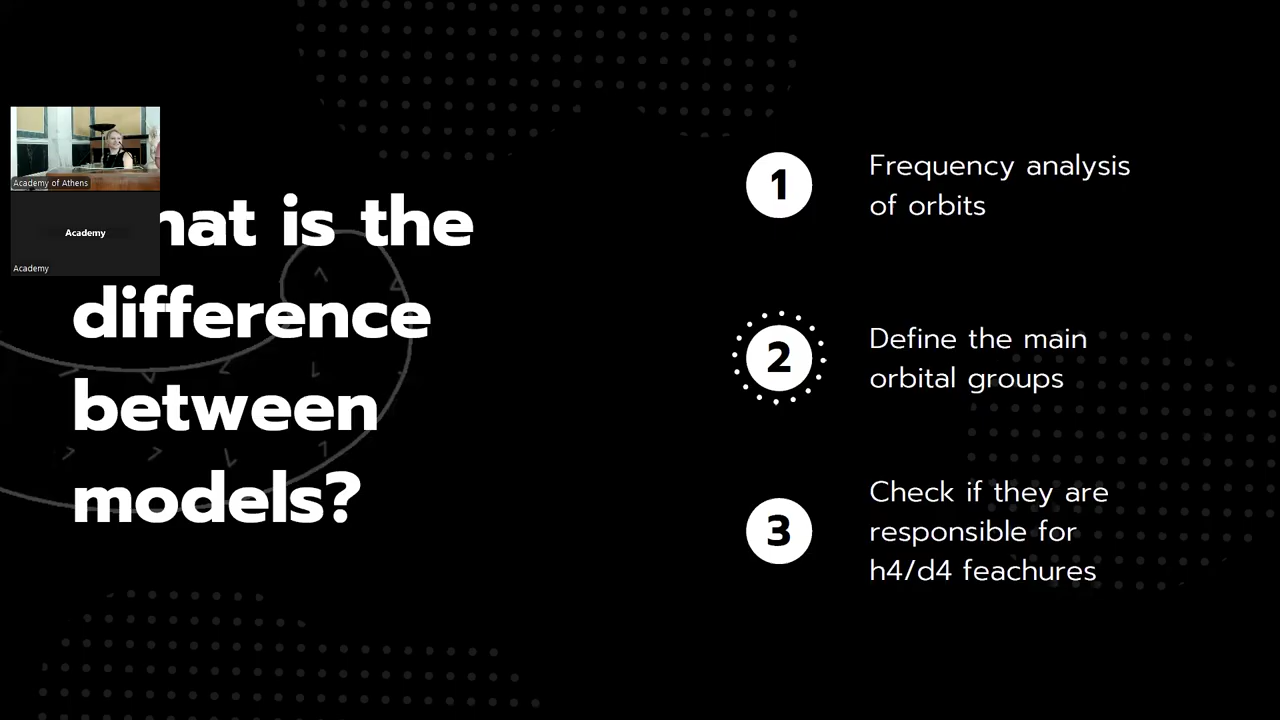 Academy of Athens
Academy
Academy
hat is the
difference
between
models?
1
Frequency analysis
of orbits
2
Define the main
orbital groups
3
Check if they are
responsible for
h4/d4 feachures